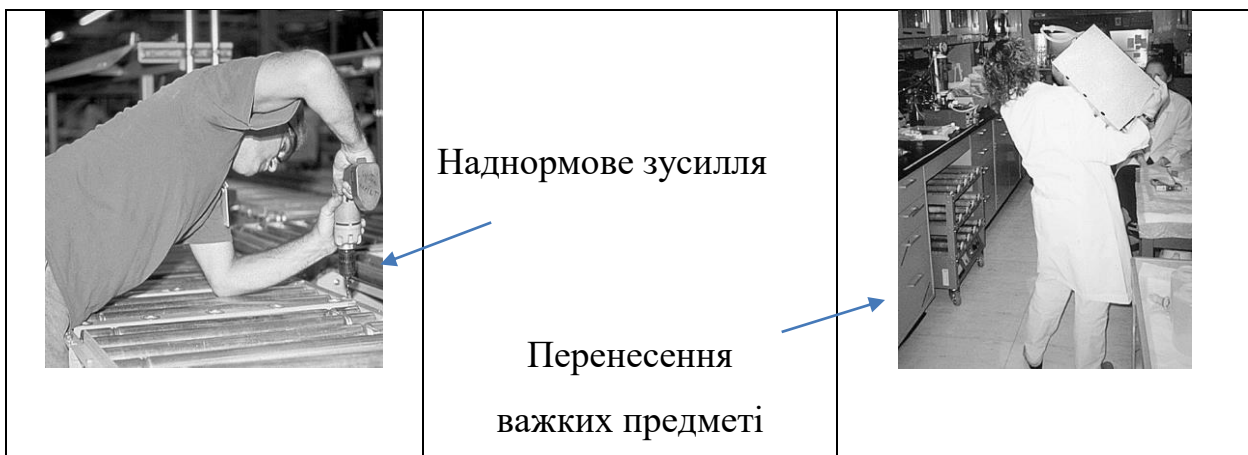 Наднормове зусилля
Перенесення
важких предметі